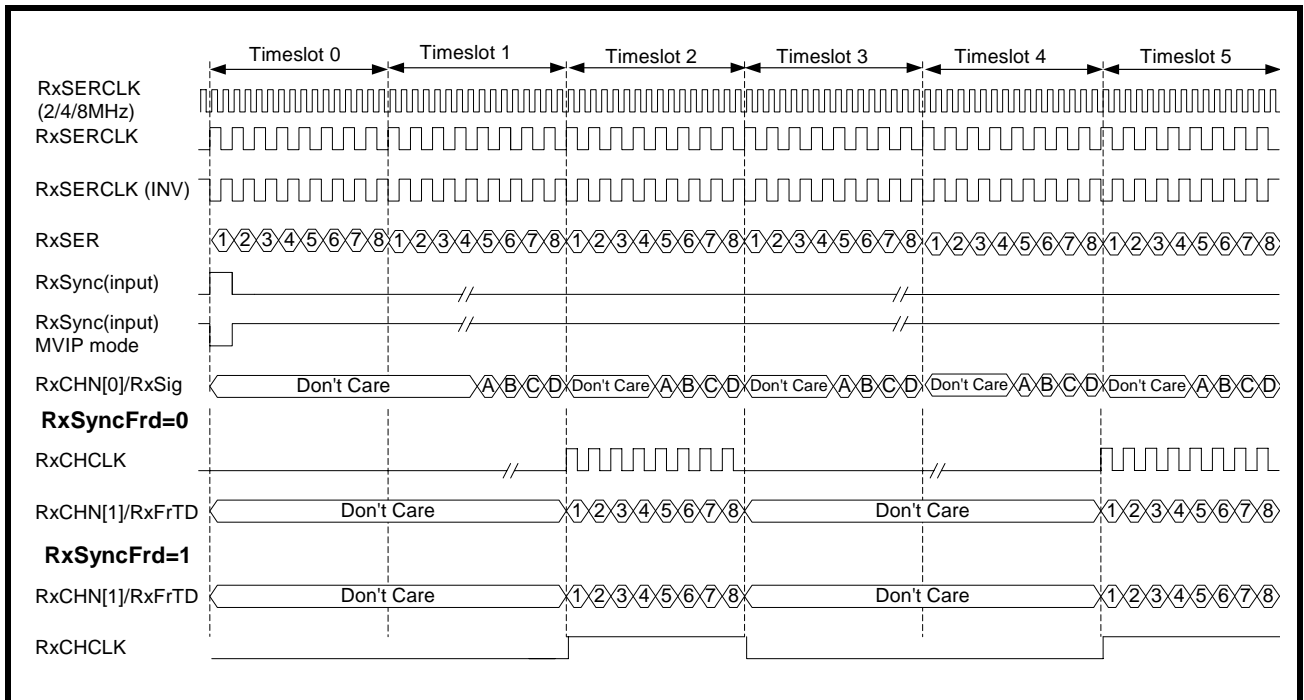 Timeslot 0 Timeslot 1 Timeslot 2 Timeslot 3 Timeslot 4 Timeslot 5
RxSERCLK
(2/4/8MHz)
RxSERCLK
RxSERCLK (INV)
RxSER 1 2 3 4 5 6 7 8 1 2 3 4 5 6 7 8 1 2 3 4 5 6 7 8 1 2 3 4 5 6 7 8 1 2 3 4 5 6 7 8 1 2 3 4 5 6 7 8
RxSync(input)
RxSync(input)
MVIP mode
RxCHN[0]/RxSig Don't Care A B C D Don't Care A B C D Don't Care A B C D Don't Care A B C D Don't Care A B C D
RxSyncFrd=0
RxCHCLK
RxCHN[1]/RxFrTD Don't Care 1 2 3 4 5 6 7 8 Don't Care 1 2 3 4 5 6 7 8
RxSyncFrd=1
RxCHN[1]/RxFrTD Don't Care 1 2 3 4 5 6 7 8 Don't Care 1 2 3 4 5 6 7 8
RxCHCLK